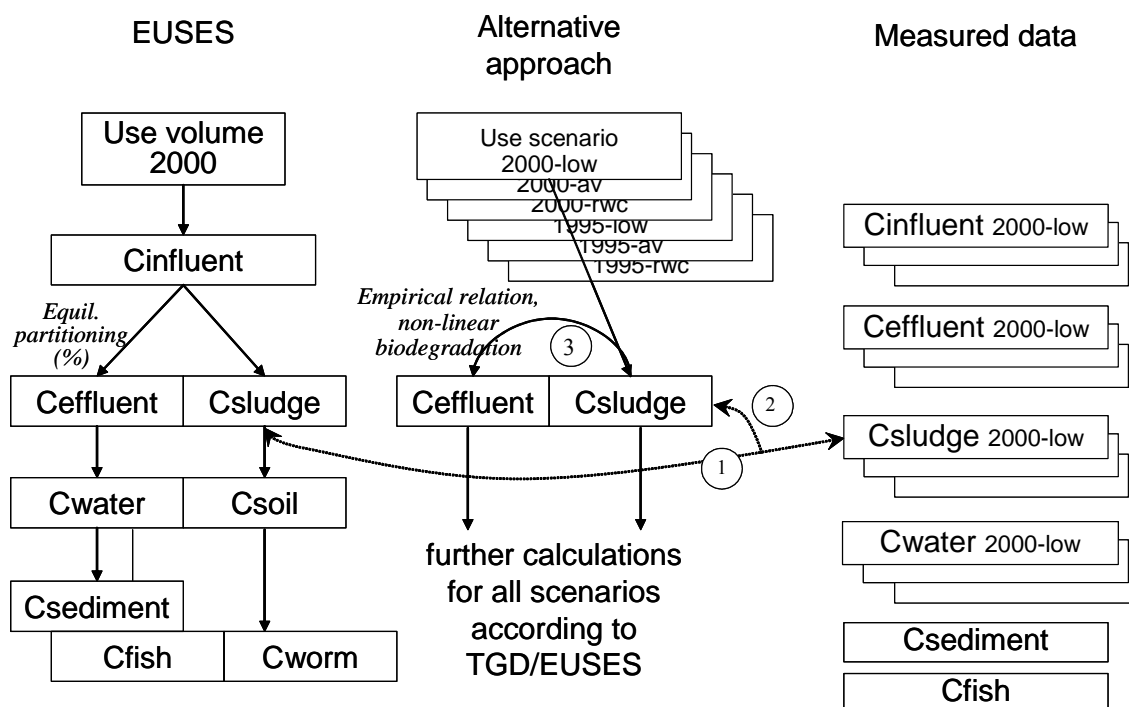 EUSES
Use volume
2000
Cinfluent
Equil.
partitioning
(%)
Ceffluent
Csludge
Cwater
Csoil
Csediment
Cfish
Cworm
Alternative
approach
Use scenario
2000-low
2000-av
2000-rwc
1995-low
1995-av
1995-rwc
Empirical relation,
non-linear
biodegradation
3
Ceffluent
Csludge
2
1
further calculations
for all scenarios
according to
TGD/EUSES
Measured data
Cinfluent 2000-low
Ceffluent 2000-low
Csludge 2000-low
Cwater 2000-low
Csediment
Cfish